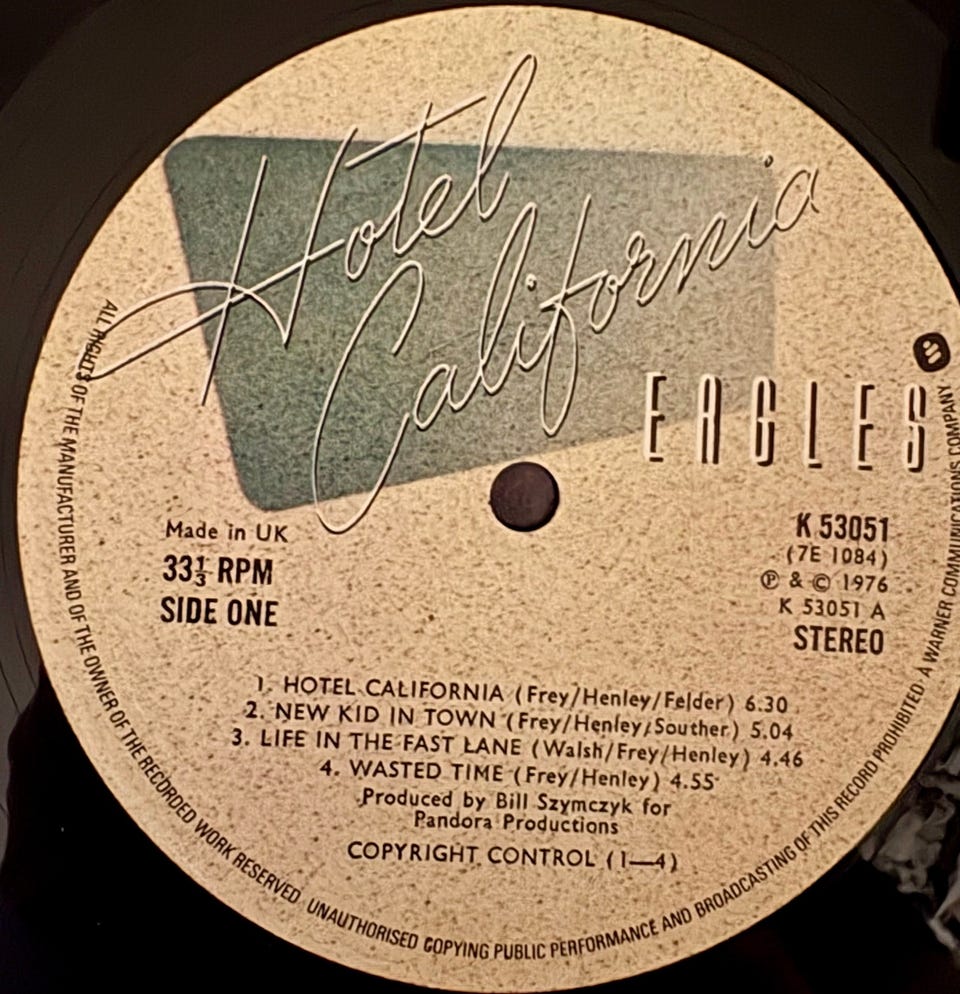 Hotel
California
EAGLES
Made in UK
33⅓ RPM
SIDE ONE
K 53051
(7E 1084)
℗ & © 1976
K 53051 A
STEREO
1. HOTEL CALIFORNIA (Frey/Henley/Felder) 6.30
2. NEW KID IN TOWN (Frey/Henley/Souther) 5.04
3. LIFE IN THE FAST LANE (Walsh/Frey/Henley) 4.46
4. WASTED TIME (Frey/Henley) 4.55
Produced by Bill Szymczyk for
Pandora Productions
COPYRIGHT CONTROL (1—4)
ALL RIGHTS OF THE MANUFACTURER AND OF THE OWNER OF THE RECORDED WORK RESERVED. UNAUTHORISED COPYING PUBLIC PERFORMANCE AND BROADCASTING OF THIS RECORD PROHIBITED. A WARNER COMMUNICATIONS COMPANY